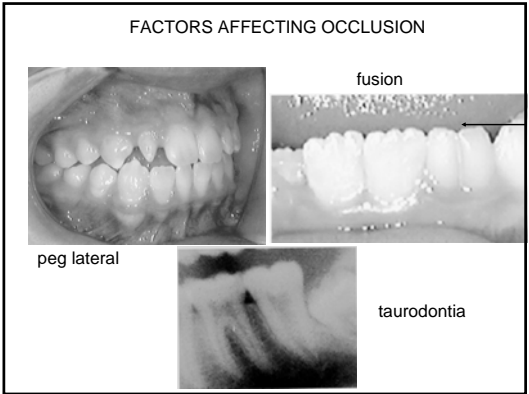 FACTORS AFFECTING OCCLUSION
fusion
peg lateral
taurodontia